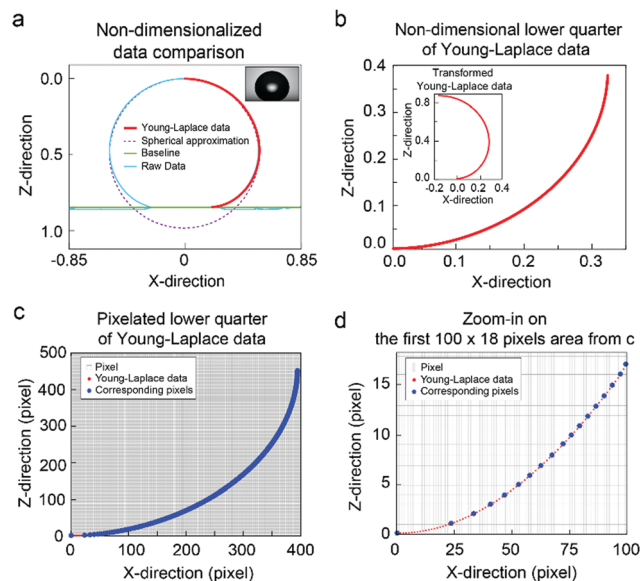 a
Non-dimensionalized
data comparison
Z-direction
0.0
0.5
1.0
Young-Laplace data
Spherical approximation
Baseline
Raw Data
-0.85
0
0.85
X-direction
b
Non-dimensional lower quarter
of Young-Laplace data
Z-direction
0.4
0.3
0.2
0.1
0.0
Transformed
Young-Laplace data
Z-direction
0.8
0.4
0.0
-0.2
0.0
0.2
0.4
X-direction
0.0
0.1
0.2
0.3
X-direction
c
Pixelated lower quarter
of Young-Laplace data
Z-direction (pixel)
500
400
300
200
100
0
Pixel
Young-Laplace data
Corresponding pixels
0
100
200
300
400
X-direction (pixel)
d
Zoom-in on
the first 100 x 18 pixels area from c
Z-direction (pixel)
15
10
5
0
Pixel
Young-Laplace data
Corresponding pixels
0
25
50
75
100
X-direction (pixel)